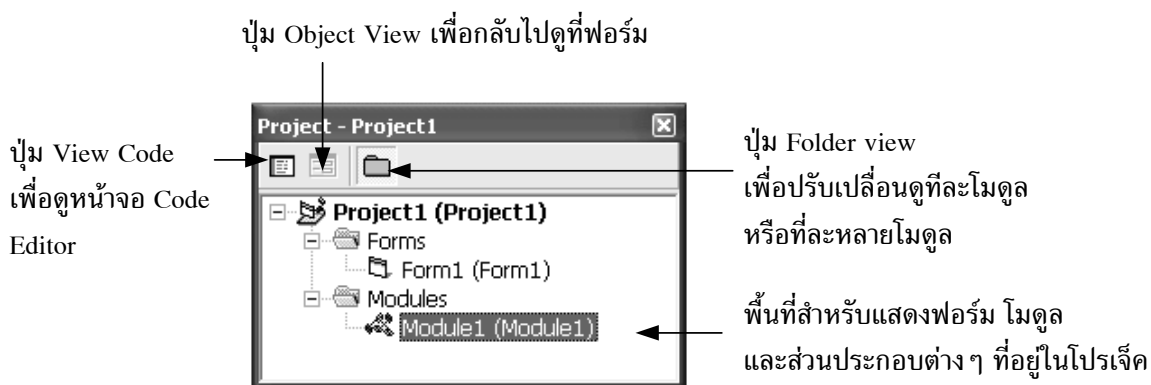 ปุ่ม Object View เพื่อกลับไปดูที่ฟอร์ม
ปุ่ม View Code
เพื่อดูหน้าจอ Code
Editor
Project - Project1
Project1 (Project1)
Forms
Form1 (Form1)
Modules
Module1 (Module1)
ปุ่ม Folder view
เพื่อปรับเปลี่ยนดูทีละโมดูล
หรือที่ละหลายโมดูล
พื้นที่สำหรับแสดงฟอร์ม โมดูล
และส่วนประกอบต่าง ๆ ที่อยู่ในโปรเจ็ค